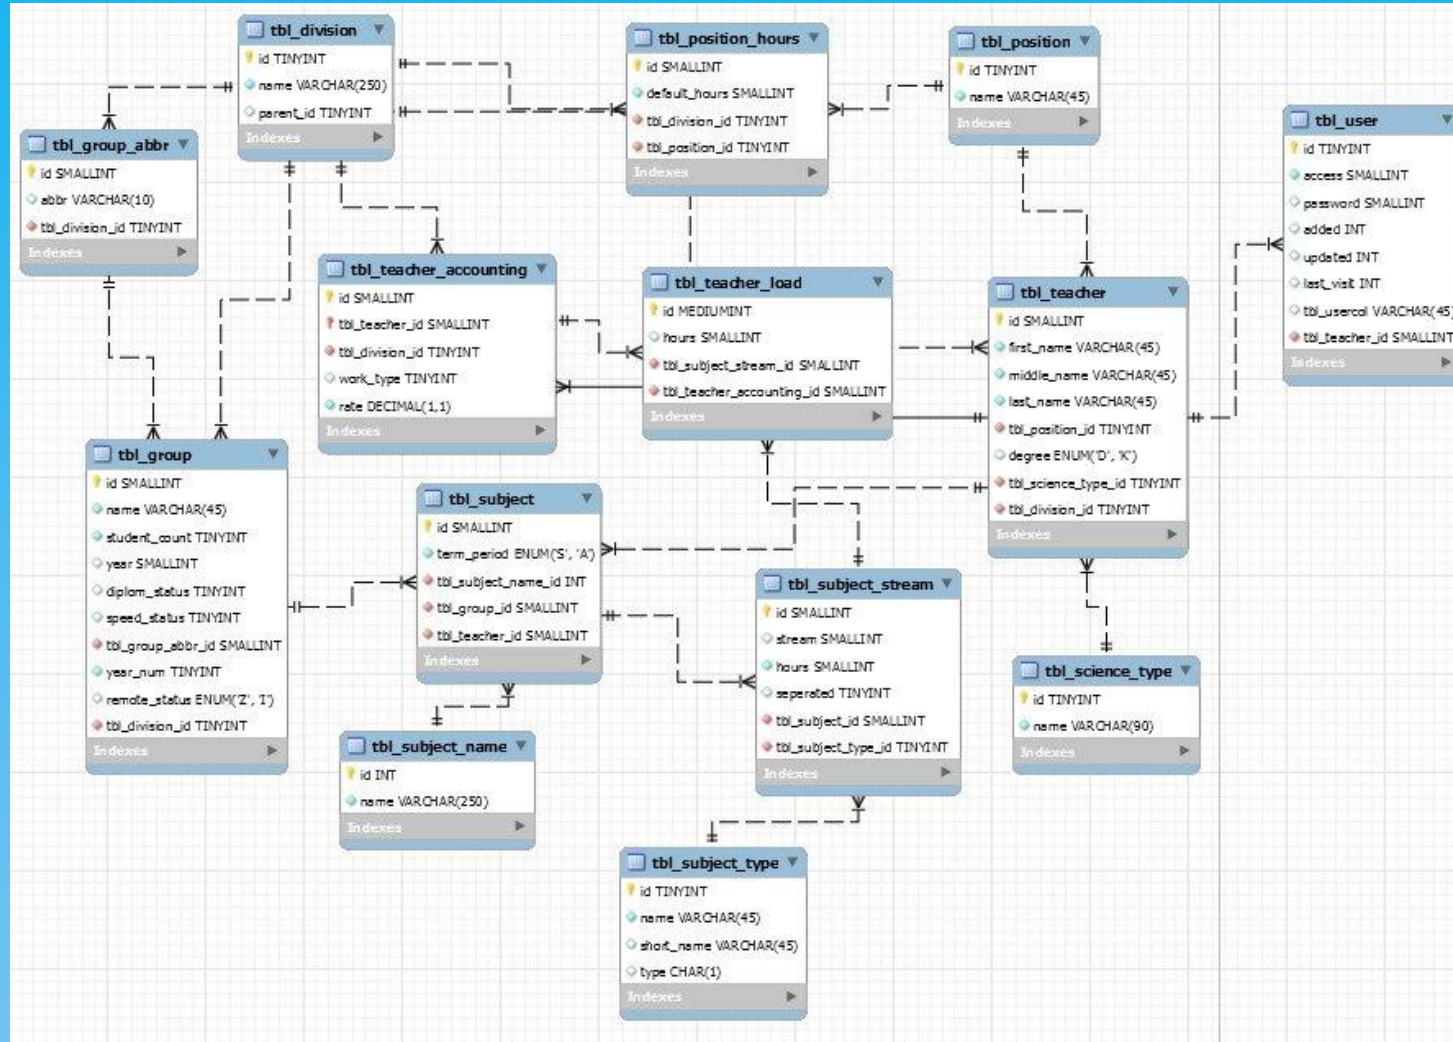 tbl_division
id TINYINT
name VARCHAR(250)
parent_id TINYINT
Indexes
tbl_position_hours
id SMALLINT
default_hours SMALLINT
tbl_division_id TINYINT
tbl_position_id TINYINT
Indexes
tbl_position
id TINYINT
name VARCHAR(45)
Indexes
tbl_user
id TINYINT
access SMALLINT
password SMALLINT
added INT
updated INT
last_visit INT
tbl_usercol VARCHAR(45)
tbl_teacher_id SMALLINT
Indexes
tbl_group_abbr
id SMALLINT
abbr VARCHAR(10)
tbl_division_id TINYINT
Indexes
tbl_teacher_accounting
id SMALLINT
tbl_teacher_id SMALLINT
tbl_division_id TINYINT
work_type TINYINT
rate DECIMAL(1,1)
Indexes
tbl_teacher_load
id MEDIUMINT
hours SMALLINT
tbl_subject_stream_id SMALLINT
tbl_teacher_accounting_id SMALLINT
Indexes
tbl_teacher
id SMALLINT
first_name VARCHAR(45)
middle_name VARCHAR(45)
last_name VARCHAR(45)
tbl_position_id TINYINT
degree ENUM('D', 'K')
tbl_science_type_id TINYINT
tbl_division_id TINYINT
Indexes
tbl_group
id SMALLINT
name VARCHAR(45)
student_count TINYINT
year SMALLINT
diplom_status TINYINT
speed_status TINYINT
tbl_group_abbr_id SMALLINT
year_num TINYINT
remote_status ENUM('Z', 'I')
tbl_division_id TINYINT
Indexes
tbl_subject
id SMALLINT
term_period ENUM('S', 'A')
tbl_subject_name_id INT
tbl_group_id SMALLINT
tbl_teacher_id SMALLINT
Indexes
tbl_subject_stream
id SMALLINT
stream SMALLINT
hours SMALLINT
seperated TINYINT
tbl_subject_id SMALLINT
tbl_subject_type_id TINYINT
Indexes
tbl_science_type
id TINYINT
name VARCHAR(90)
Indexes
tbl_subject_name
id INT
name VARCHAR(250)
Indexes
tbl_subject_type
id TINYINT
name VARCHAR(45)
short_name VARCHAR(45)
type CHAR(1)
Indexes